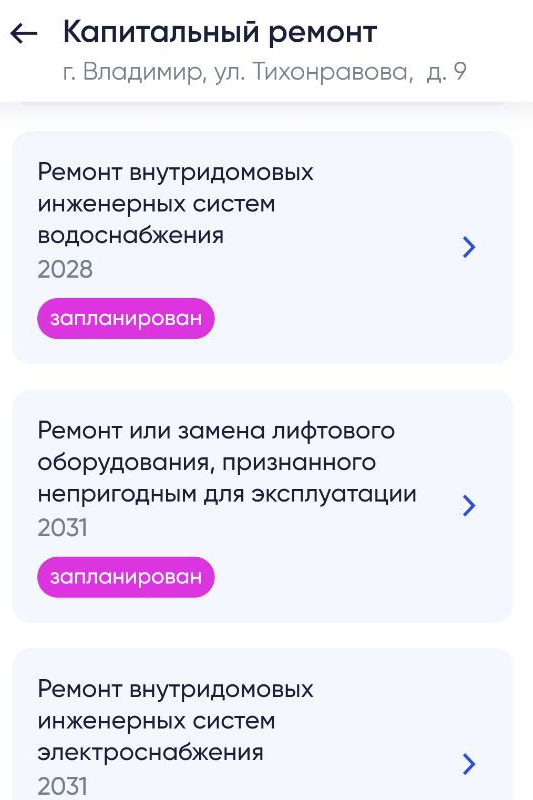 Капитальный ремонт
г. Владимир, ул. Тихонравова, д. 9
Ремонт внутридомовых
инженерных систем
водоснабжения
2028
запланирован
Ремонт или замена лифтового
оборудования, признанного
непригодным для эксплуатации
2031
запланирован
Ремонт внутридомовых
инженерных систем
электроснабжения
2031